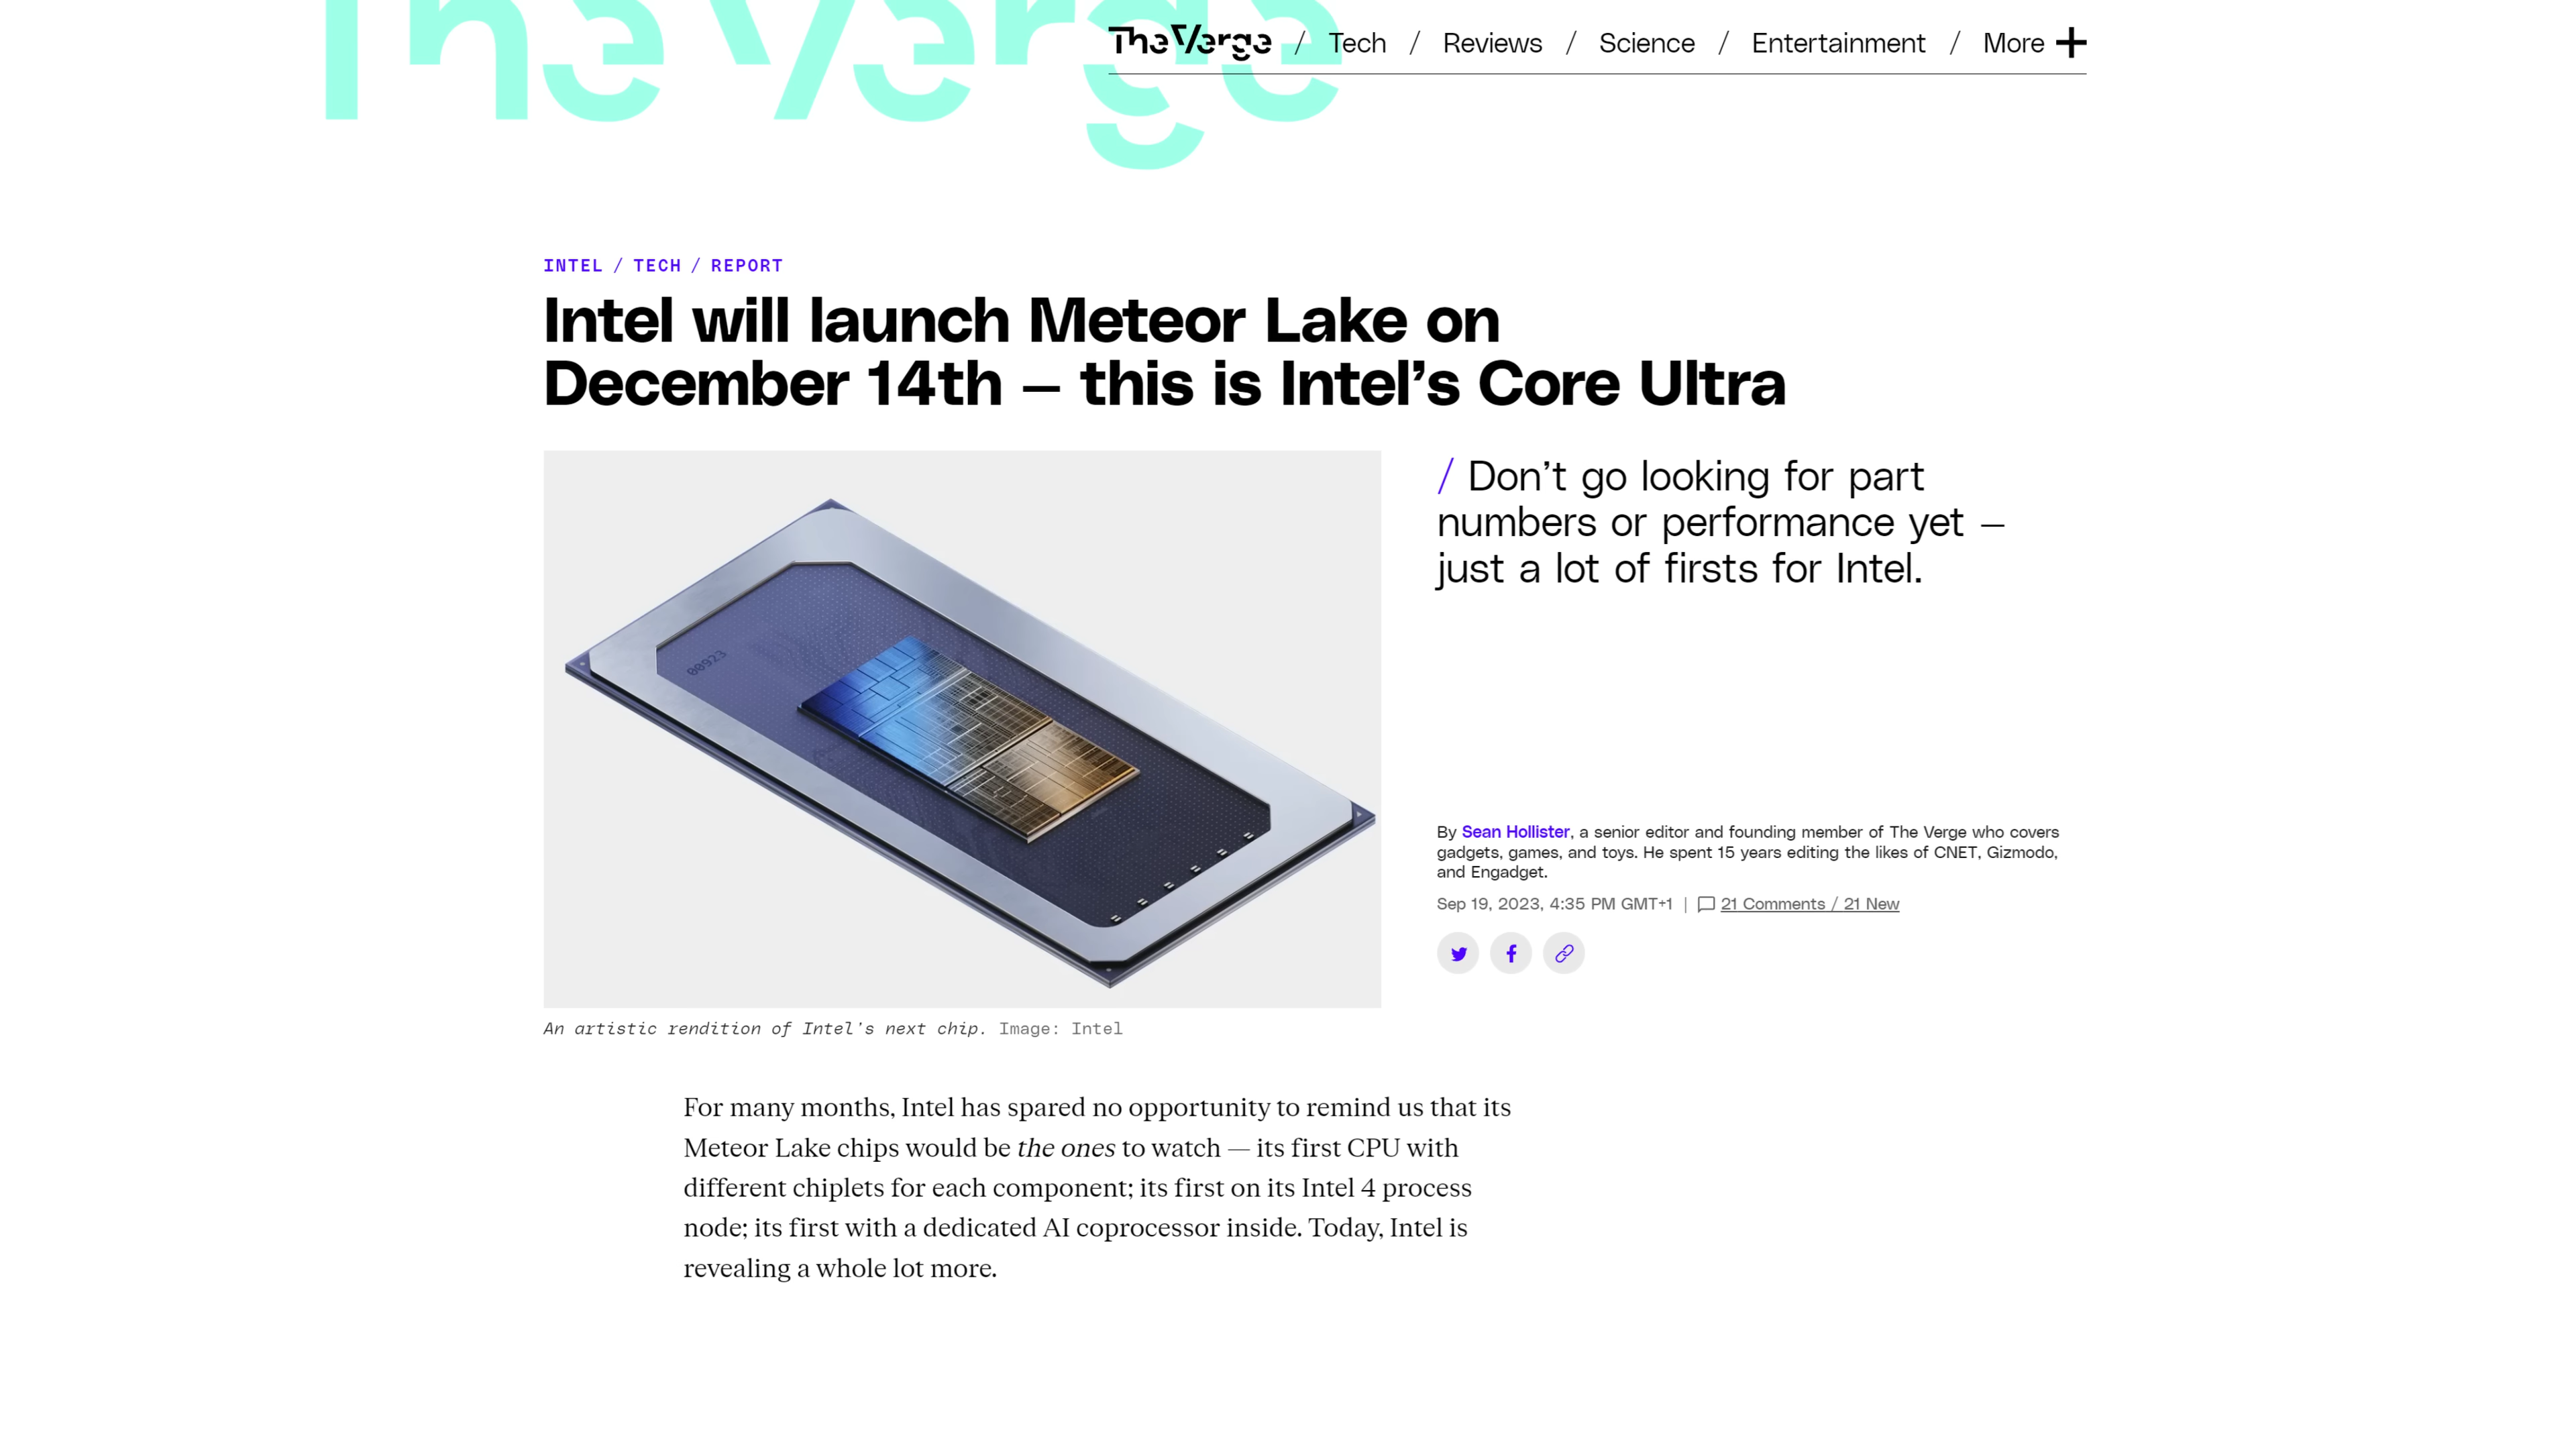 The Verge
The Verge / Tech / Reviews / Science / Entertainment / More
INTEL / TECH / REPORT
Intel will launch Meteor Lake on
December 14th — this is Intel’s Core Ultra
/ Don’t go looking for part
numbers or performance yet —
just a lot of firsts for Intel.
00923
By Sean Hollister, a senior editor and founding member of The Verge who covers
gadgets, games, and toys. He spent 15 years editing the likes of CNET, Gizmodo,
and Engadget.
Sep 19, 2023, 4:35 PM GMT+1 | 21 Comments / 21 New
An artistic rendition of Intel’s next chip. Image: Intel
For many months, Intel has spared no opportunity to remind us that its
Meteor Lake chips would be the ones to watch — its first CPU with
different chiplets for each component; its first on its Intel 4 process
node; its first with a dedicated AI coprocessor inside. Today, Intel is
revealing a whole lot more.